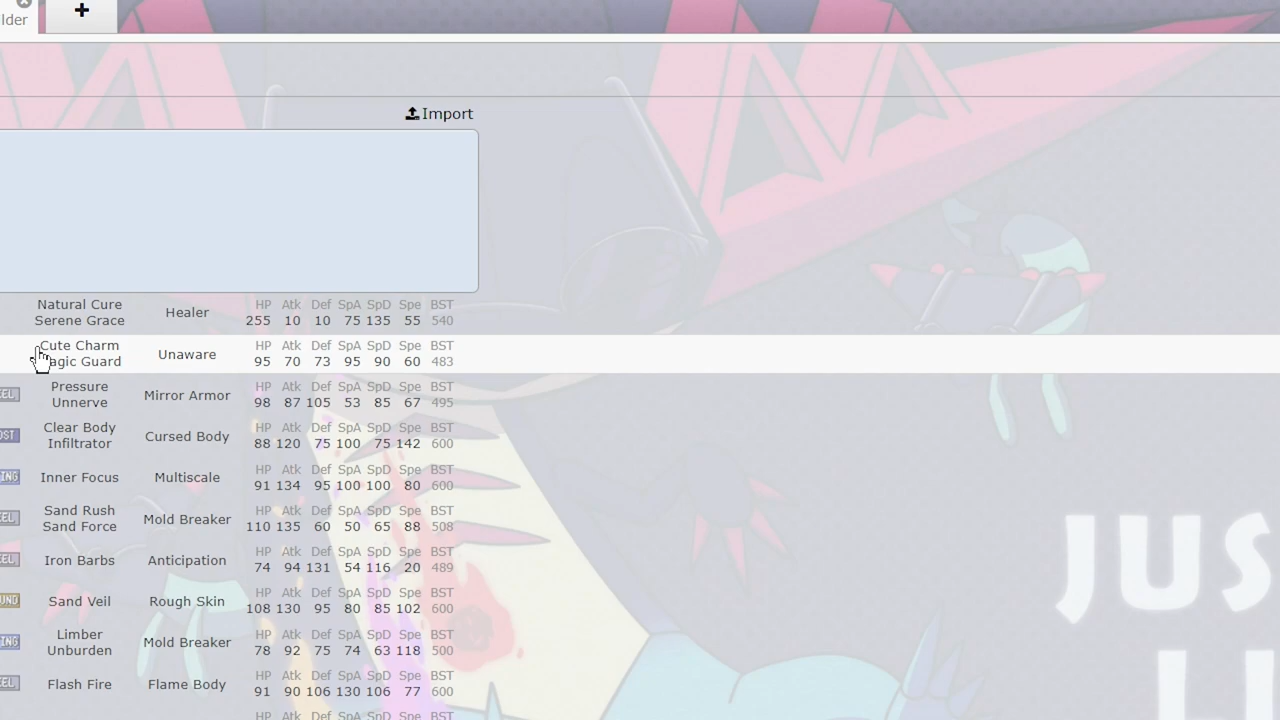 lder
+
Import
Natural Cure
Serene Grace
Healer
HP Atk Def SpA SpD Spe BST
255 10 10 75 135 55 540
Cute Charm
Magic Guard
Unaware
HP Atk Def SpA SpD Spe BST
95 70 73 95 90 60 483
Pressure
Unnerve
Mirror Armor
HP Atk Def SpA SpD Spe BST
98 87 105 53 85 67 495
Clear Body
Infiltrator
Cursed Body
HP Atk Def SpA SpD Spe BST
88 120 75 100 75 142 600
Inner Focus
Multiscale
HP Atk Def SpA SpD Spe BST
91 134 95 100 100 80 600
Sand Rush
Sand Force
Mold Breaker
HP Atk Def SpA SpD Spe BST
110 135 60 50 65 88 508
Iron Barbs
Anticipation
HP Atk Def SpA SpD Spe BST
74 94 131 54 116 20 489
Sand Veil
Rough Skin
HP Atk Def SpA SpD Spe BST
108 130 95 80 85 102 600
Limber
Unburden
Mold Breaker
HP Atk Def SpA SpD Spe BST
78 92 75 74 63 118 500
Flash Fire
Flame Body
HP Atk Def SpA SpD Spe BST
91 90 106 130 106 77 600
HP Atk Def SpA SpD Spe BST
JUS